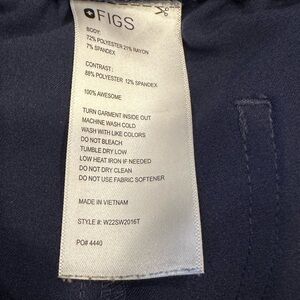 FIGS
BODY:
72% POLYESTER 21% RAYON
7% SPANDEX
CONTRAST:
88% POLYESTER 12% SPANDEX
100% AWESOME
TURN GARMENT INSIDE OUT
MACHINE WASH COLD
WASH WITH LIKE COLORS
DO NOT BLEACH
TUMBLE DRY LOW
LOW HEAT IRON IF NEEDED
DO NOT DRY CLEAN
DO NOT USE FABRIC SOFTENER
MADE IN VIETNAM
STYLE #: W22SW2016T
PO# 4440